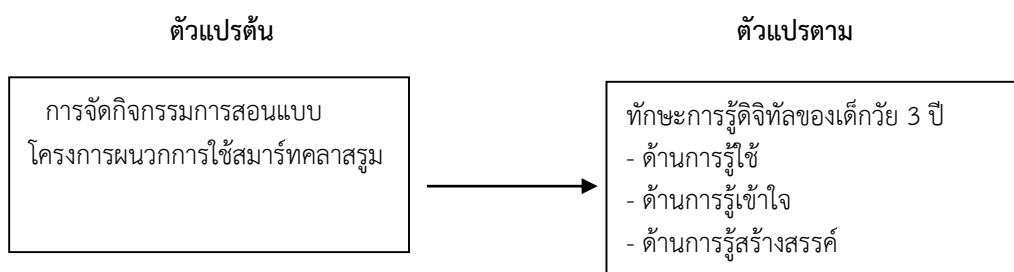 ตัวแปรต้น
ตัวแปรตาม
การจัดกิจกรรมการสอนแบบ
โครงการผนวกการใช้สมาร์ทคลาสรูม
ทักษะการรู้ดิจิทัลของเด็กวัย 3 ปี
- ด้านการรู้ใช้
- ด้านการรู้เข้าใจ
- ด้านการรู้สร้างสรรค์